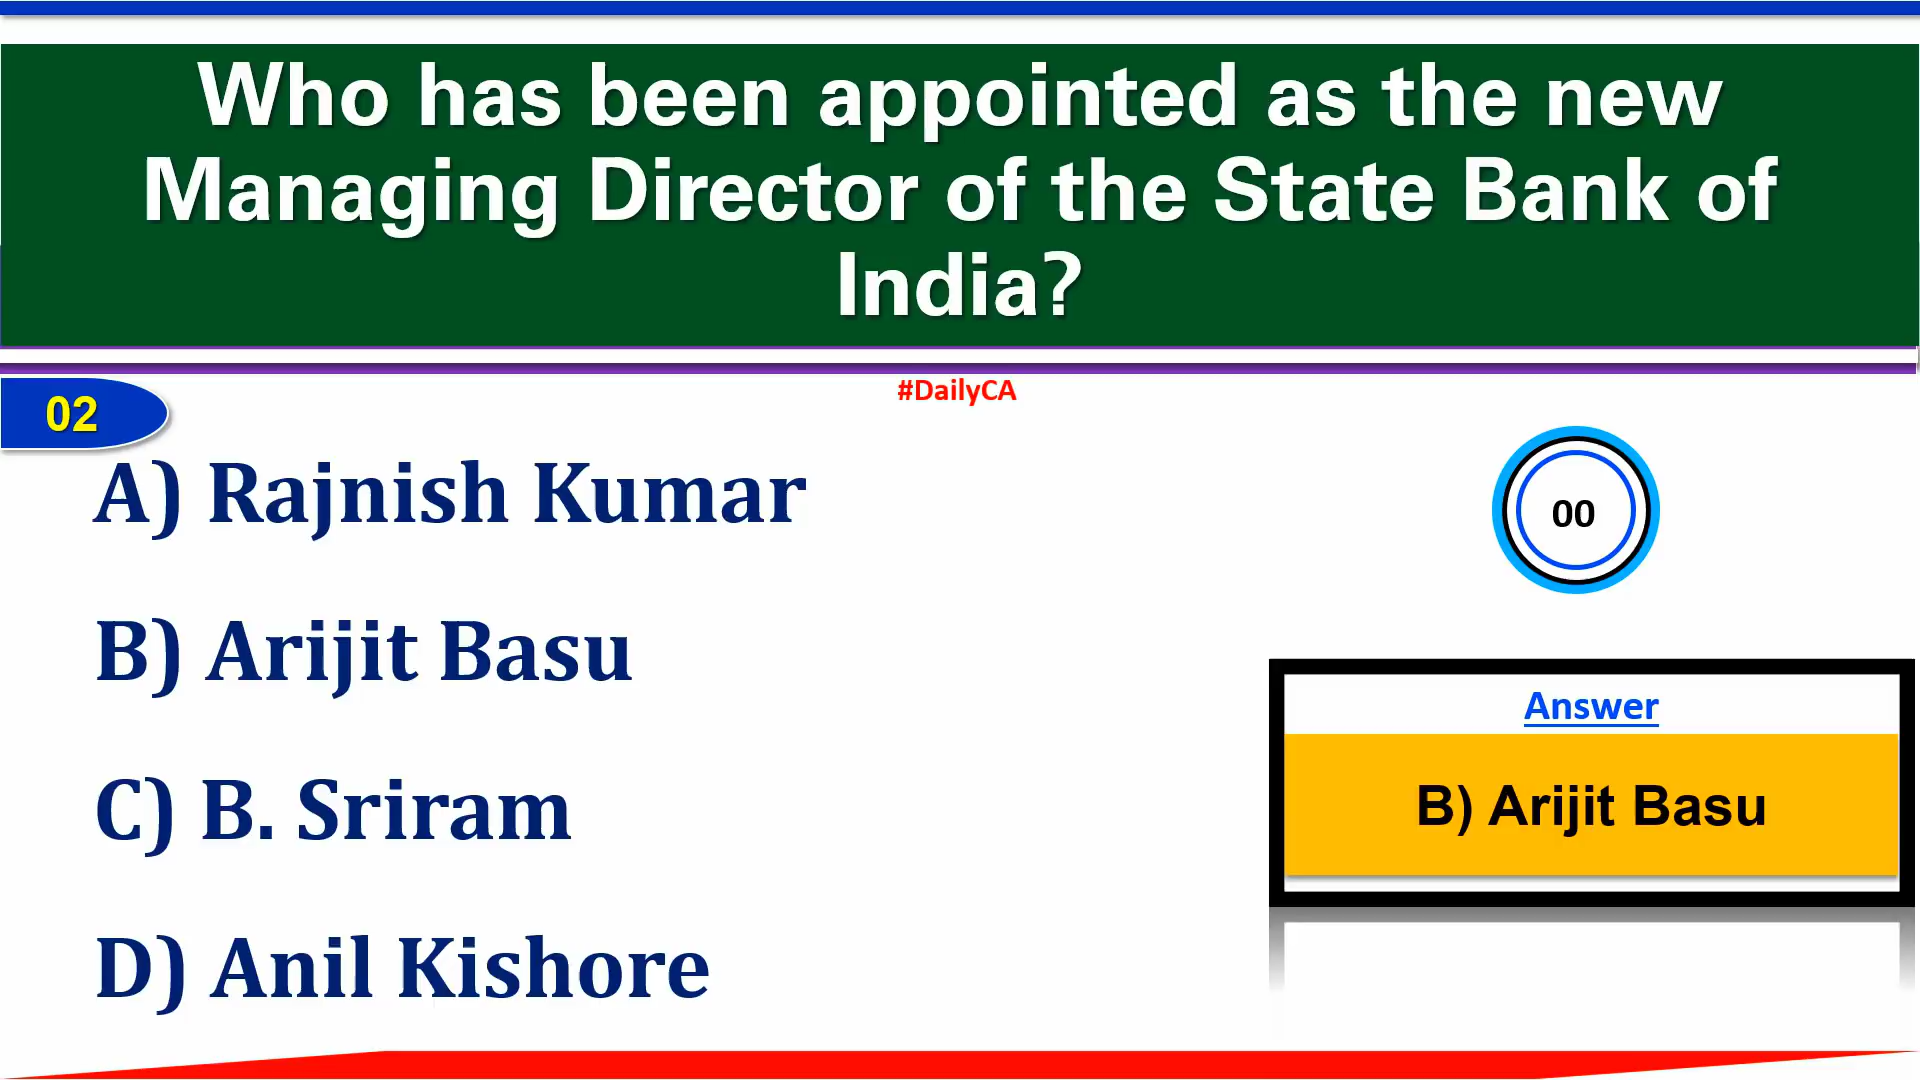 Who has been appointed as the new
Managing Director of the State Bank of
India?
#DailyCA
02
A) Rajnish Kumar
00
B) Arijit Basu
Answer
B) Arijit Basu
C) B. Sriram
D) Anil Kishore